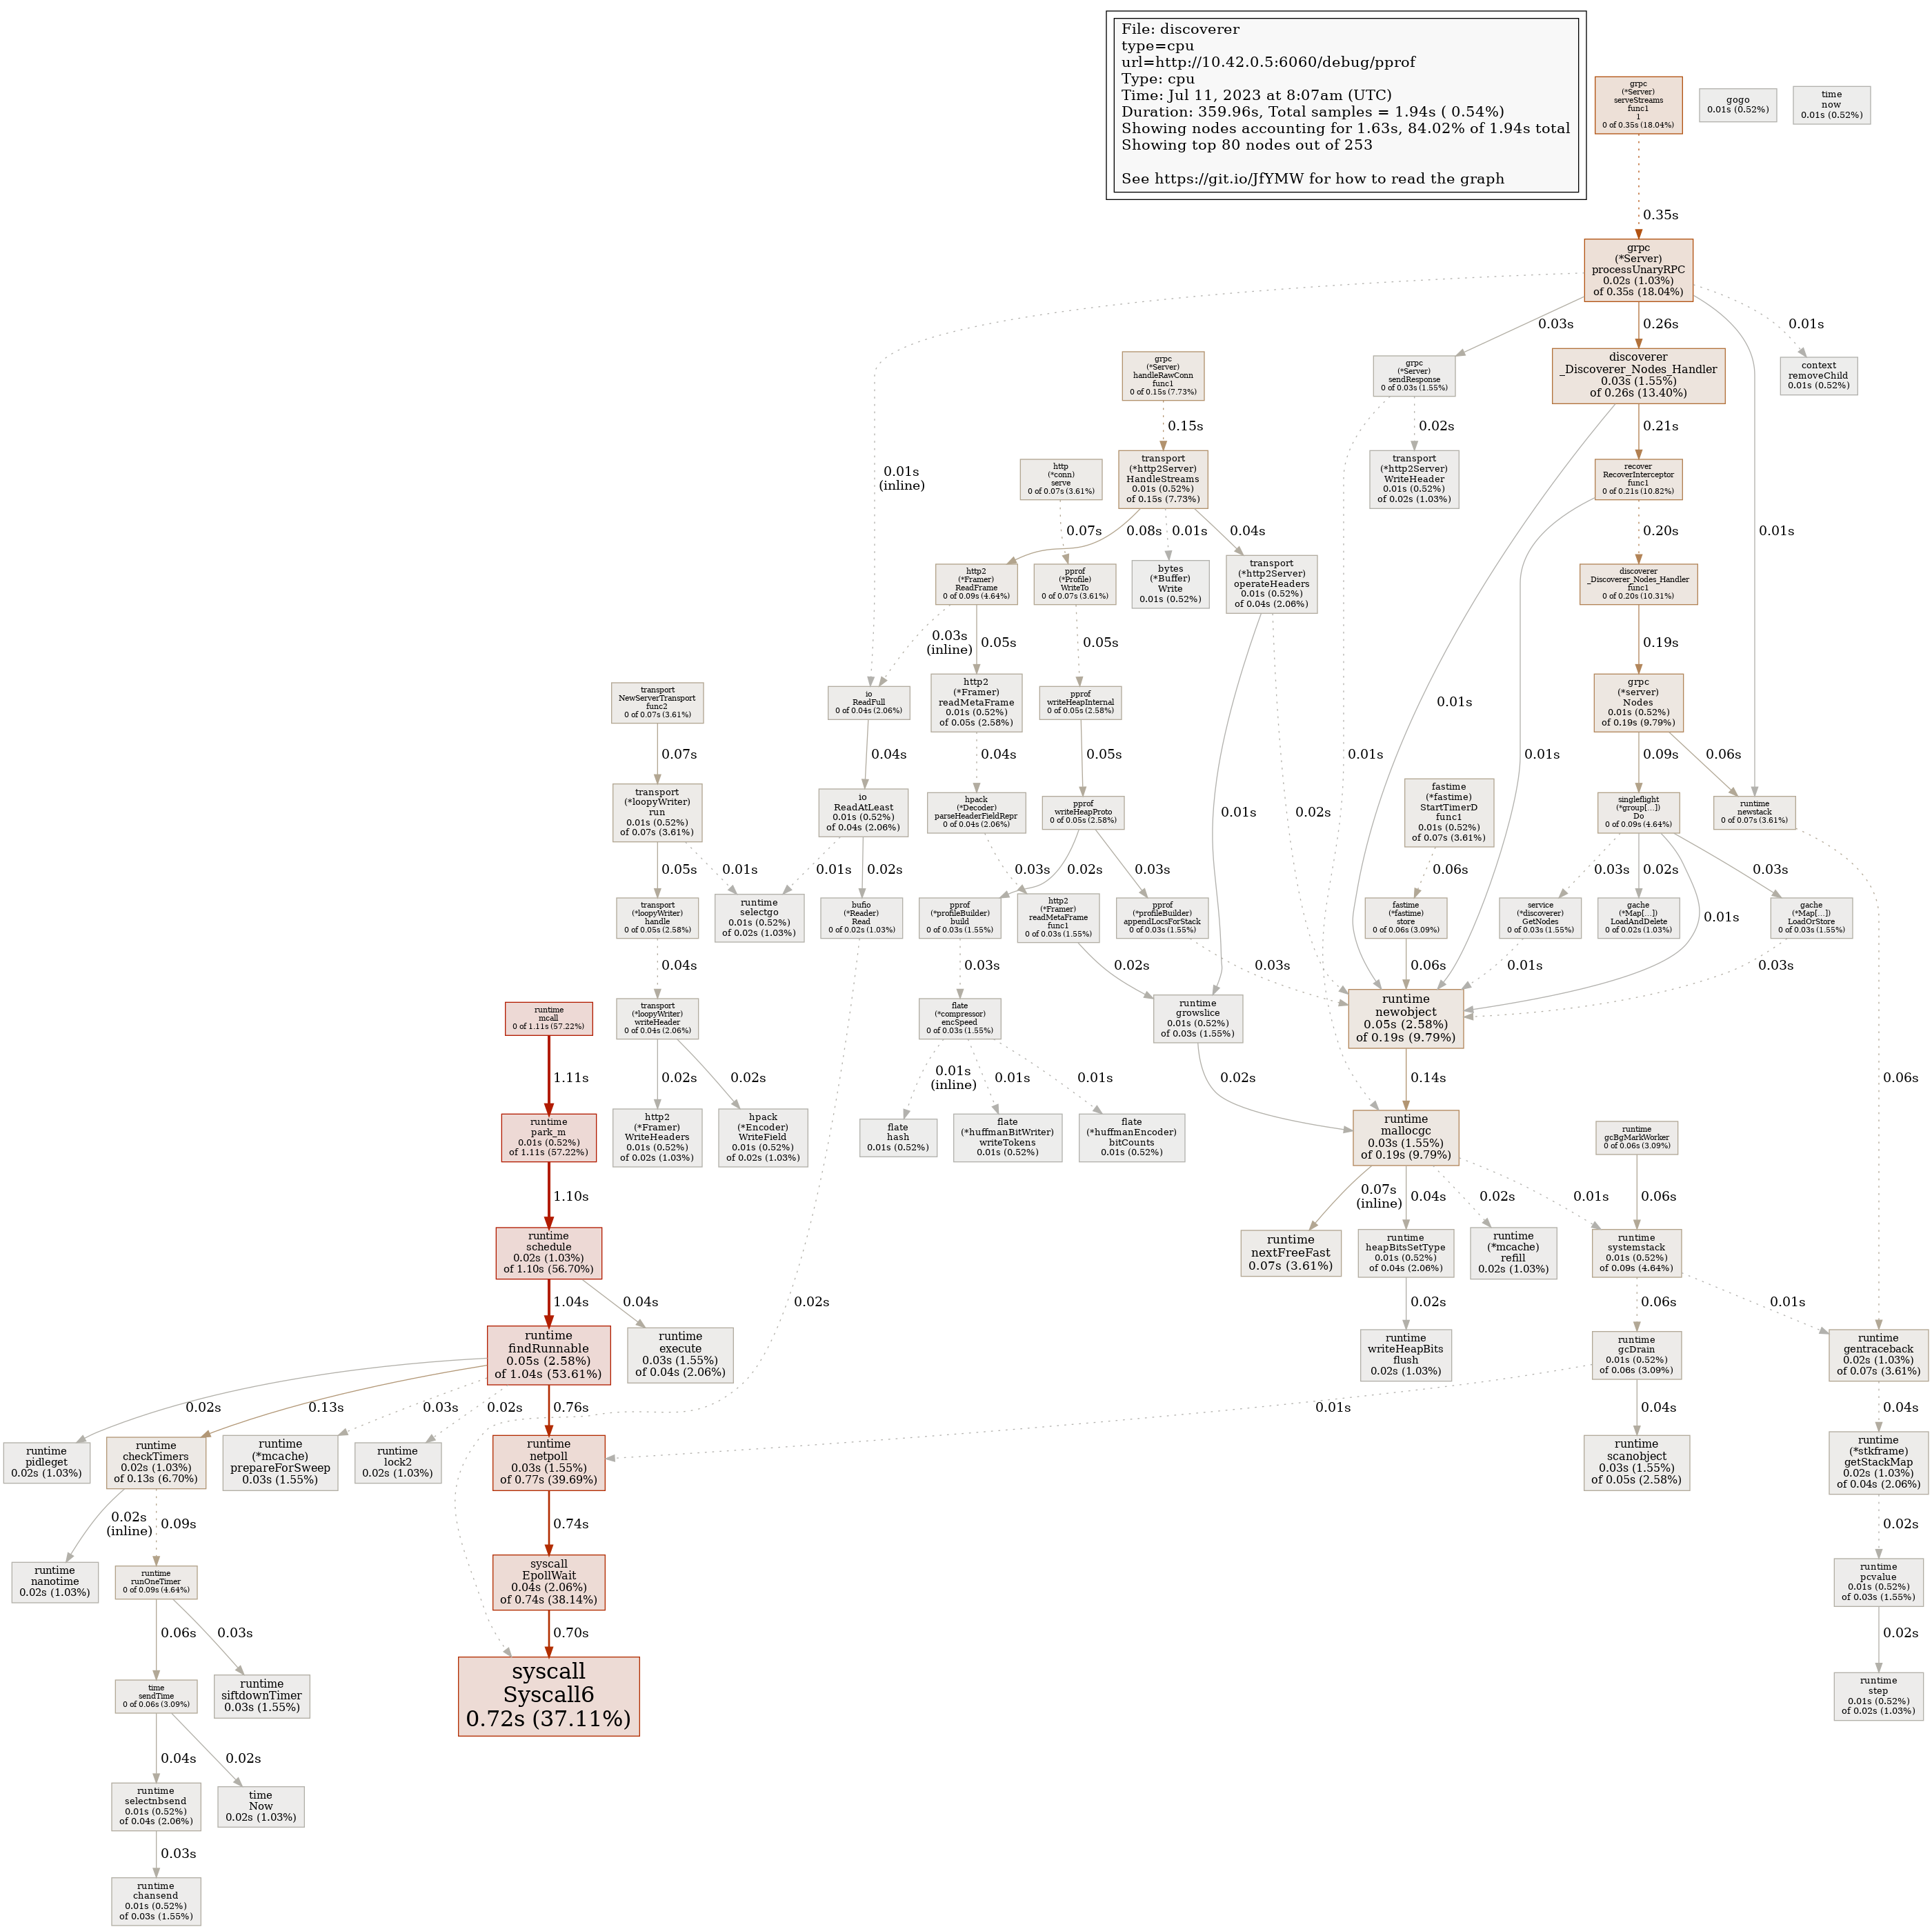 File: discoverer
type=cpu
url=http://10.42.0.5:6060/debug/pprof
Type: cpu
Time: Jul 11, 2023 at 8:07am (UTC)
Duration: 359.96s, Total samples = 1.94s ( 0.54%)
Showing nodes accounting for 1.63s, 84.02% of 1.94s total
Showing top 80 nodes out of 253
See https://git.io/JfYMW for how to read the graph
grpc
(*Server)
serveStreams
func1
1
0 of 0.35s (18.04%)
gogo
0.01s (0.52%)
time
now
0.01s (0.52%)
0.35s
grpc
(*Server)
processUnaryRPC
0.02s (1.03%)
of 0.35s (18.04%)
0.03s
0.26s
0.01s
grpc
(*Server)
handleRawConn
func1
0 of 0.15s (7.73%)
grpc
(*Server)
sendResponse
0 of 0.03s (1.55%)
discoverer
_Discoverer_Nodes_Handler
0.03s (1.55%)
of 0.26s (13.40%)
context
removeChild
0.01s (0.52%)
0.15s
0.02s
0.21s
0.01s
(inline)
http
(*conn)
serve
0 of 0.07s (3.61%)
transport
(*http2Server)
HandleStreams
0.01s (0.52%)
of 0.15s (7.73%)
transport
(*http2Server)
WriteHeader
0.01s (0.52%)
of 0.02s (1.03%)
recover
RecoverInterceptor
func1
0 of 0.21s (10.82%)
0.07s
0.08s
0.01s
0.04s
0.20s
0.01s
http2
(*Framer)
ReadFrame
0 of 0.09s (4.64%)
pprof
(*Profile)
WriteTo
0 of 0.07s (3.61%)
bytes
(*Buffer)
Write
0.01s (0.52%)
transport
(*http2Server)
operateHeaders
0.01s (0.52%)
of 0.04s (2.06%)
discoverer
_Discoverer_Nodes_Handler
func1
0 of 0.20s (10.31%)
0.03s
(inline)
0.05s
0.05s
0.19s
transport
NewServerTransport
func2
0 of 0.07s (3.61%)
io
ReadFull
0 of 0.04s (2.06%)
http2
(*Framer)
readMetaFrame
0.01s (0.52%)
of 0.05s (2.58%)
pprof
writeHeapInternal
0 of 0.05s (2.58%)
0.01s
grpc
(*server)
Nodes
0.01s (0.52%)
of 0.19s (9.79%)
0.07s
0.04s
0.04s
0.05s
0.01s
0.01s
0.09s
0.06s
transport
(*loopyWriter)
run
0.01s (0.52%)
of 0.07s (3.61%)
io
ReadAtLeast
0.01s (0.52%)
of 0.04s (2.06%)
hpack
(*Decoder)
parseHeaderFieldRepr
0 of 0.04s (2.06%)
pprof
writeHeapProto
0 of 0.05s (2.58%)
0.01s
0.02s
fastime
(*fastime)
StartTimerD
func1
0.01s (0.52%)
of 0.07s (3.61%)
singleflight
(*group[...])
Do
0 of 0.09s (4.64%)
runtime
newstack
0 of 0.07s (3.61%)
0.05s
0.01s
0.01s
0.02s
0.03s
0.02s
0.03s
0.06s
0.03s
0.02s
0.03s
transport
(*loopyWriter)
handle
0 of 0.05s (2.58%)
runtime
selectgo
0.01s (0.52%)
of 0.02s (1.03%)
bufio
(*Reader)
Read
0 of 0.02s (1.03%)
pprof
(*profileBuilder)
build
0 of 0.03s (1.55%)
http2
(*Framer)
readMetaFrame
func1
0 of 0.03s (1.55%)
pprof
(*profileBuilder)
appendLocsForStack
0 of 0.03s (1.55%)
fastime
(*fastime)
store
0 of 0.06s (3.09%)
service
(*discoverer)
GetNodes
0 of 0.03s (1.55%)
gache
(*Map[...])
LoadAndDelete
0 of 0.02s (1.03%)
0.01s
gache
(*Map[...])
LoadOrStore
0 of 0.03s (1.55%)
0.04s
0.03s
0.02s
0.03s
0.06s
0.01s
0.03s
runtime
mcall
0 of 1.11s (57.22%)
transport
(*loopyWriter)
writeHeader
0 of 0.04s (2.06%)
flate
(*compressor)
encSpeed
0 of 0.03s (1.55%)
runtime
growslice
0.01s (0.52%)
of 0.03s (1.55%)
runtime
newobject
0.05s (2.58%)
of 0.19s (9.79%)
1.11s
0.02s
0.02s
0.01s
(inline)
0.01s
0.01s
0.02s
0.14s
0.06s
runtime
park_m
0.01s (0.52%)
of 1.11s (57.22%)
http2
(*Framer)
WriteHeaders
0.01s (0.52%)
of 0.02s (1.03%)
hpack
(*Encoder)
WriteField
0.01s (0.52%)
of 0.02s (1.03%)
flate
hash
0.01s (0.52%)
flate
(*huffmanBitWriter)
writeTokens
0.01s (0.52%)
flate
(*huffmanEncoder)
bitCounts
0.01s (0.52%)
runtime
mallocgc
0.03s (1.55%)
of 0.19s (9.79%)
runtime
gcBgMarkWorker
0 of 0.06s (3.09%)
1.10s
0.07s
(inline)
0.04s
0.02s
0.01s
0.06s
runtime
schedule
0.02s (1.03%)
of 1.10s (56.70%)
runtime
nextFreeFast
0.07s (3.61%)
runtime
heapBitsSetType
0.01s (0.52%)
of 0.04s (2.06%)
runtime
(*mcache)
refill
0.02s (1.03%)
runtime
systemstack
0.01s (0.52%)
of 0.09s (4.64%)
1.04s
0.04s
0.02s
0.02s
0.06s
0.01s
runtime
findRunnable
0.05s (2.58%)
of 1.04s (53.61%)
runtime
execute
0.03s (1.55%)
of 0.04s (2.06%)
runtime
writeHeapBits
flush
0.02s (1.03%)
runtime
gcDrain
0.01s (0.52%)
of 0.06s (3.09%)
runtime
gentraceback
0.02s (1.03%)
of 0.07s (3.61%)
0.02s
0.13s
0.03s
0.02s
0.76s
0.01s
0.04s
0.04s
runtime
pidleget
0.02s (1.03%)
runtime
checkTimers
0.02s (1.03%)
of 0.13s (6.70%)
runtime
(*mcache)
prepareForSweep
0.03s (1.55%)
runtime
lock2
0.02s (1.03%)
runtime
netpoll
0.03s (1.55%)
of 0.77s (39.69%)
runtime
scanobject
0.03s (1.55%)
of 0.05s (2.58%)
runtime
(*stkframe)
getStackMap
0.02s (1.03%)
of 0.04s (2.06%)
0.02s
(inline)
0.09s
0.74s
0.02s
runtime
nanotime
0.02s (1.03%)
runtime
runOneTimer
0 of 0.09s (4.64%)
syscall
EpollWait
0.04s (2.06%)
of 0.74s (38.14%)
runtime
pcvalue
0.01s (0.52%)
of 0.03s (1.55%)
0.06s
0.03s
0.70s
0.02s
time
sendTime
0 of 0.06s (3.09%)
runtime
siftdownTimer
0.03s (1.55%)
syscall
Syscall6
0.72s (37.11%)
runtime
step
0.01s (0.52%)
of 0.02s (1.03%)
0.04s
0.02s
runtime
selectnbsend
0.01s (0.52%)
of 0.04s (2.06%)
time
Now
0.02s (1.03%)
0.03s
runtime
chansend
0.01s (0.52%)
of 0.03s (1.55%)